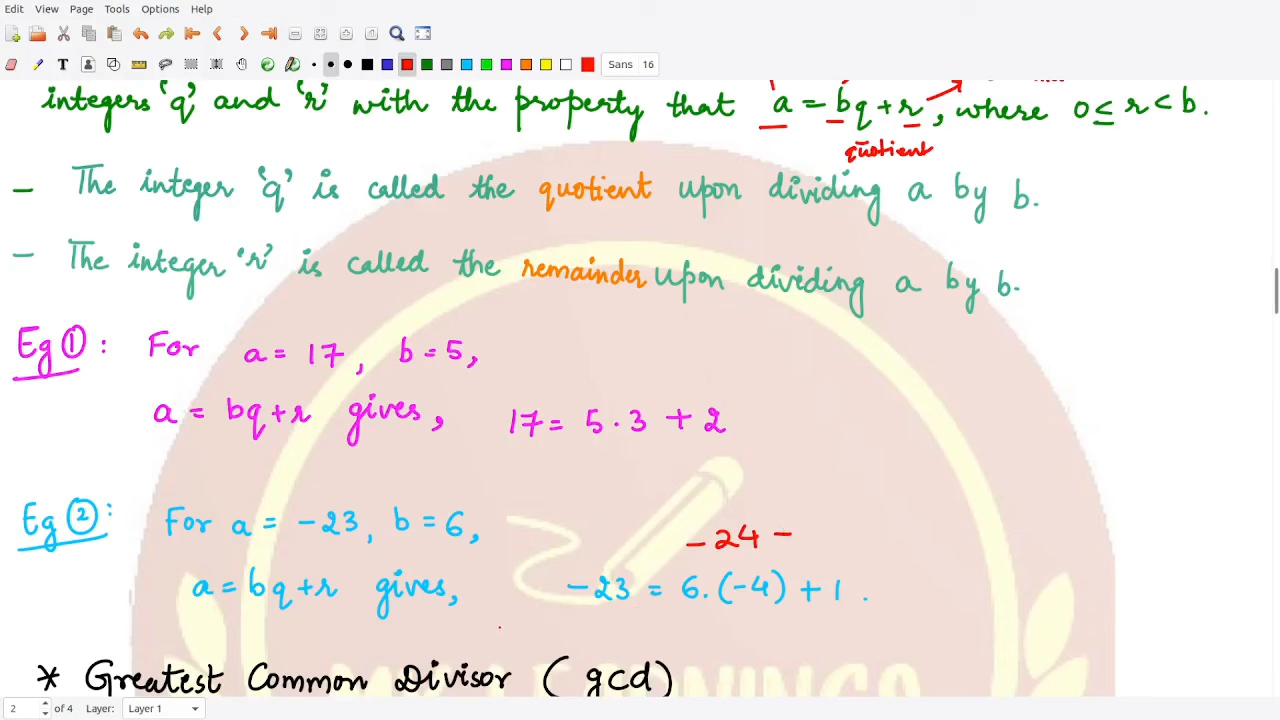 Edit View Page Tools Options Help
Sans 16
integers 'q' and 'r' with the property that a = bq + r, where 0 ≤ r < b.
quotient
- The integer 'q' is called the quotient upon dividing a by b.
- The integer 'r' is called the remainder upon dividing a by b.
Eg ①: For a = 17, b = 5,
a = bq + r gives, 17 = 5 · 3 + 2
Eg ②: For a = -23, b = 6,
-24 -
a = bq + r gives, -23 = 6.(-4) + 1.
* Greatest Common Divisor (gcd)
2 of 4 Layer: Layer 1